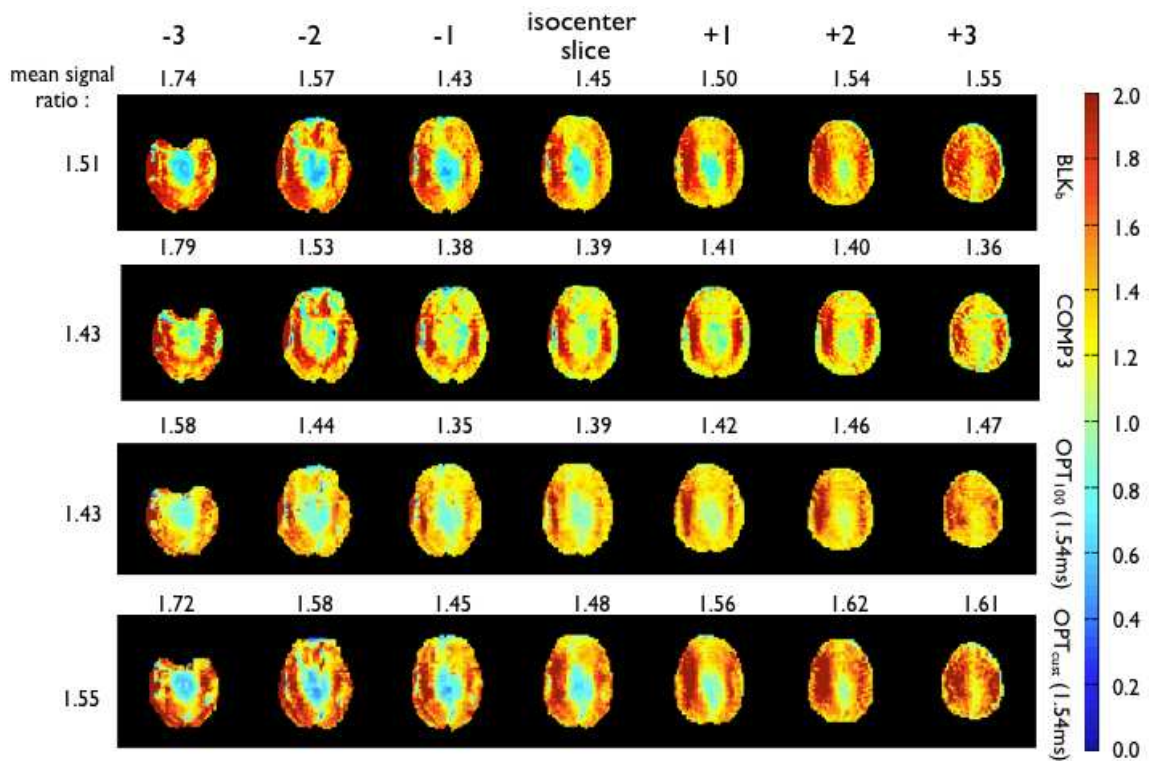 -3 -2 -1 isocenter slice +1 +2 +3
mean signal ratio : 1.74 1.57 1.43 1.45 1.50 1.54 1.55
1.51
BLK_b
1.79 1.53 1.38 1.39 1.41 1.40 1.36
1.43
COMP3
1.58 1.44 1.35 1.39 1.42 1.46 1.47
1.43
OPT_100 (1.54ms)
1.72 1.58 1.45 1.48 1.56 1.62 1.61
1.55
OPT_cust (1.54ms)
2.0
1.8
1.6
1.4
1.2
1.0
0.8
0.6
0.4
0.2
0.0